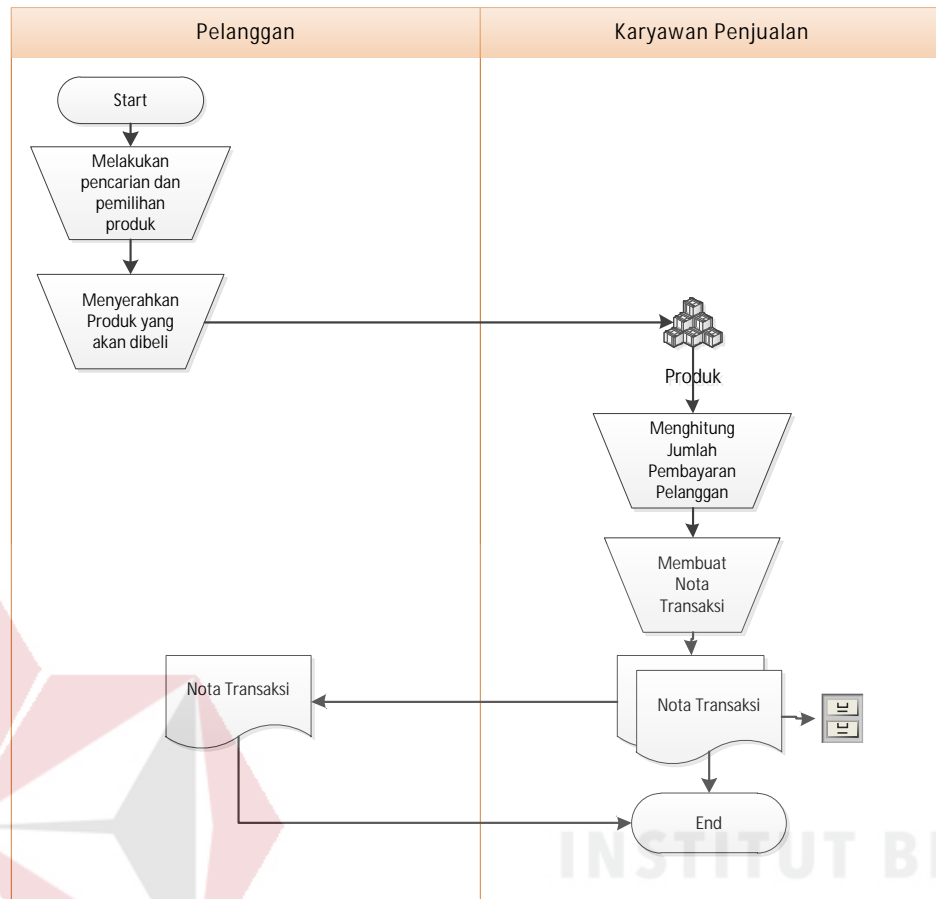 Pelanggan
Karyawan Penjualan
Start
Melakukan
pencarian dan
pemilihan
produk
Menyerahkan
Produk yang
akan dibeli
Produk
Menghitung
Jumlah
Pembayaran
Pelanggan
Membuat
Nota
Transaksi
Nota Transaksi
Nota Transaksi
End
INSTITUT BI